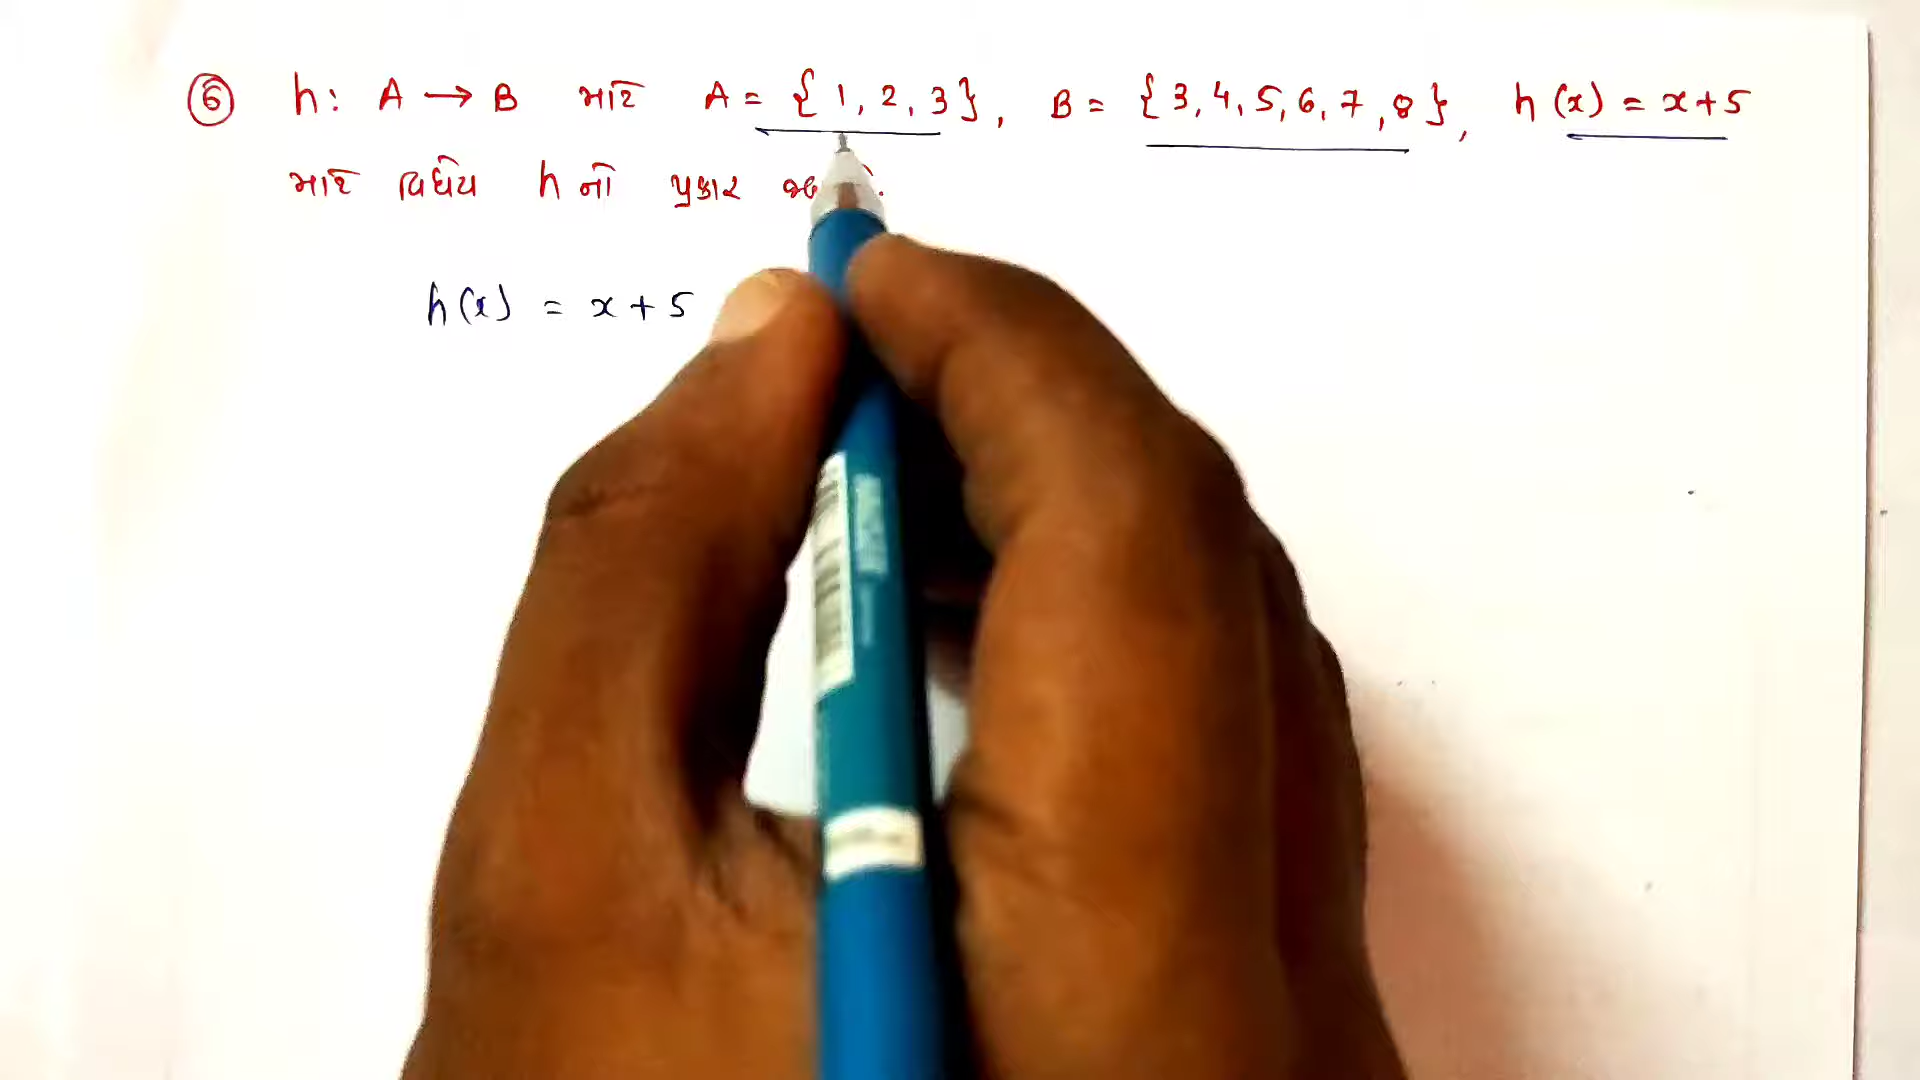 ⑥ h: A → B માટે A = {1, 2, 3}, B = {3, 4, 5, 6, 7, 8}, h(x) = x+5
માટે વિધેય h નો પ્રકાર
h(x) = x + 5